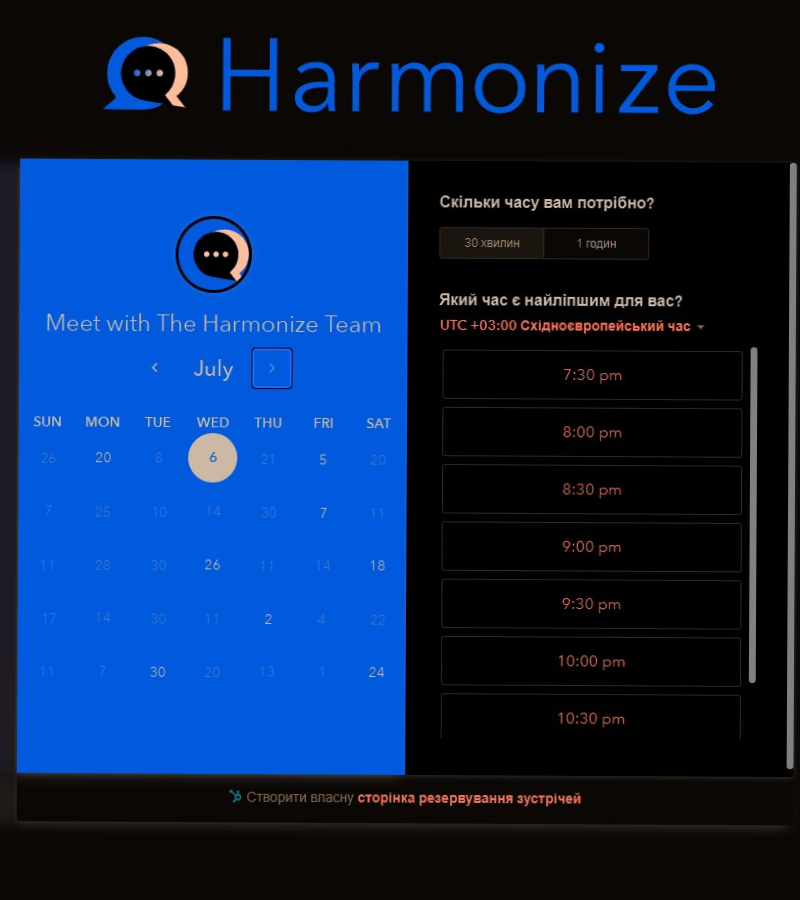 Harmonize
Meet with The Harmonize Team
July
SUN MON TUE WED THU FRI SAT
26 20 8 6 21 5 20
7 25 10 14 30 7 11
11 28 30 26 11 14 18
17 14 30 11 2 4 22
11 7 30 20 13 1 24
Скільки часу вам потрібно?
30 хвилин 1 годин
Який час є найліпшим для вас?
UTC +03:00 Східноєвропейський час
7:30 pm
8:00 pm
8:30 pm
9:00 pm
9:30 pm
10:00 pm
10:30 pm
Створити власну сторінка резервування зустрічей